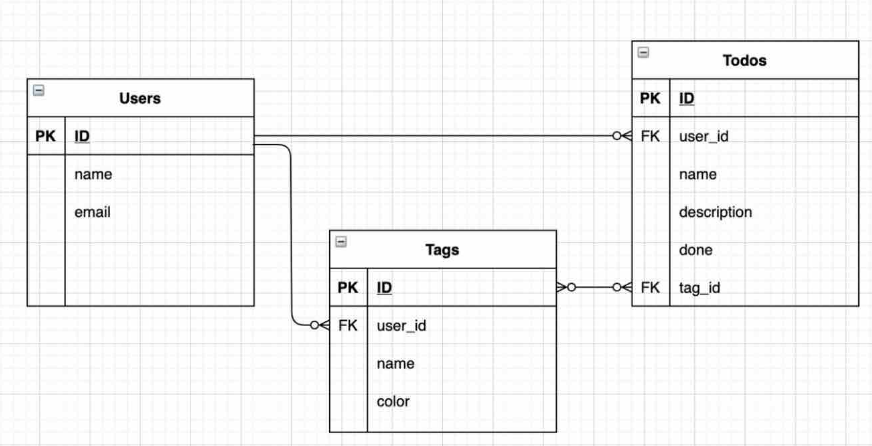 Users
PK ID
name
email
Tags
PK ID
FK user_id
name
color
Todos
PK ID
FK user_id
name
description
done
FK tag_id